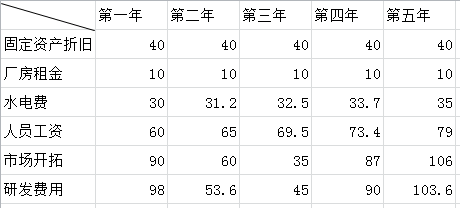 第一年 第二年 第三年 第四年 第五年
固定资产折旧 40 40 40 40 40
厂房租金 10 10 10 10 10
水电费 30 31.2 32.5 33.7 35
人员工资 60 65 69.5 73.4 79
市场开拓 90 60 35 87 106
研发费用 98 53.6 45 90 103.6